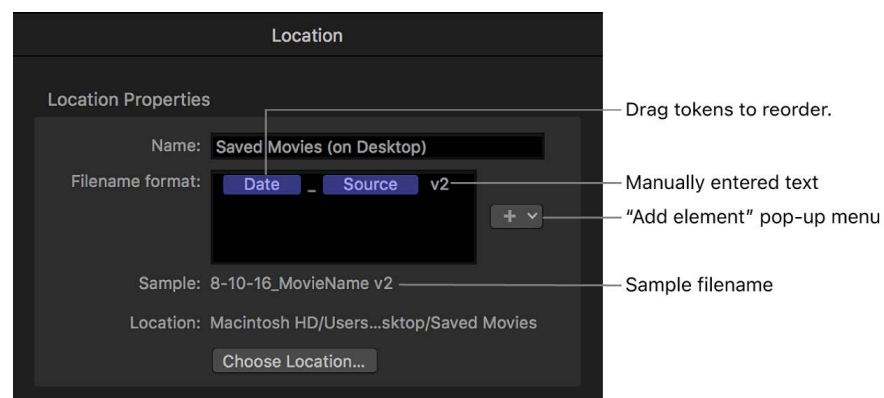 Location
Location Properties
Drag tokens to reorder.
Name: Saved Movies (on Desktop)
Filename format: Date _ Source v2
Manually entered text
+
“Add element” pop-up menu
Sample: 8-10-16_MovieName v2
Sample filename
Location: Macintosh HD/Users...sktop/Saved Movies
Choose Location...